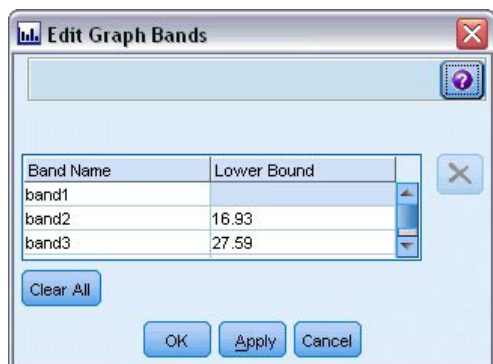 Edit Graph Bands
?
Band Name Lower Bound
band1
band2 16.93
band3 27.59
Clear All
OK Apply Cancel